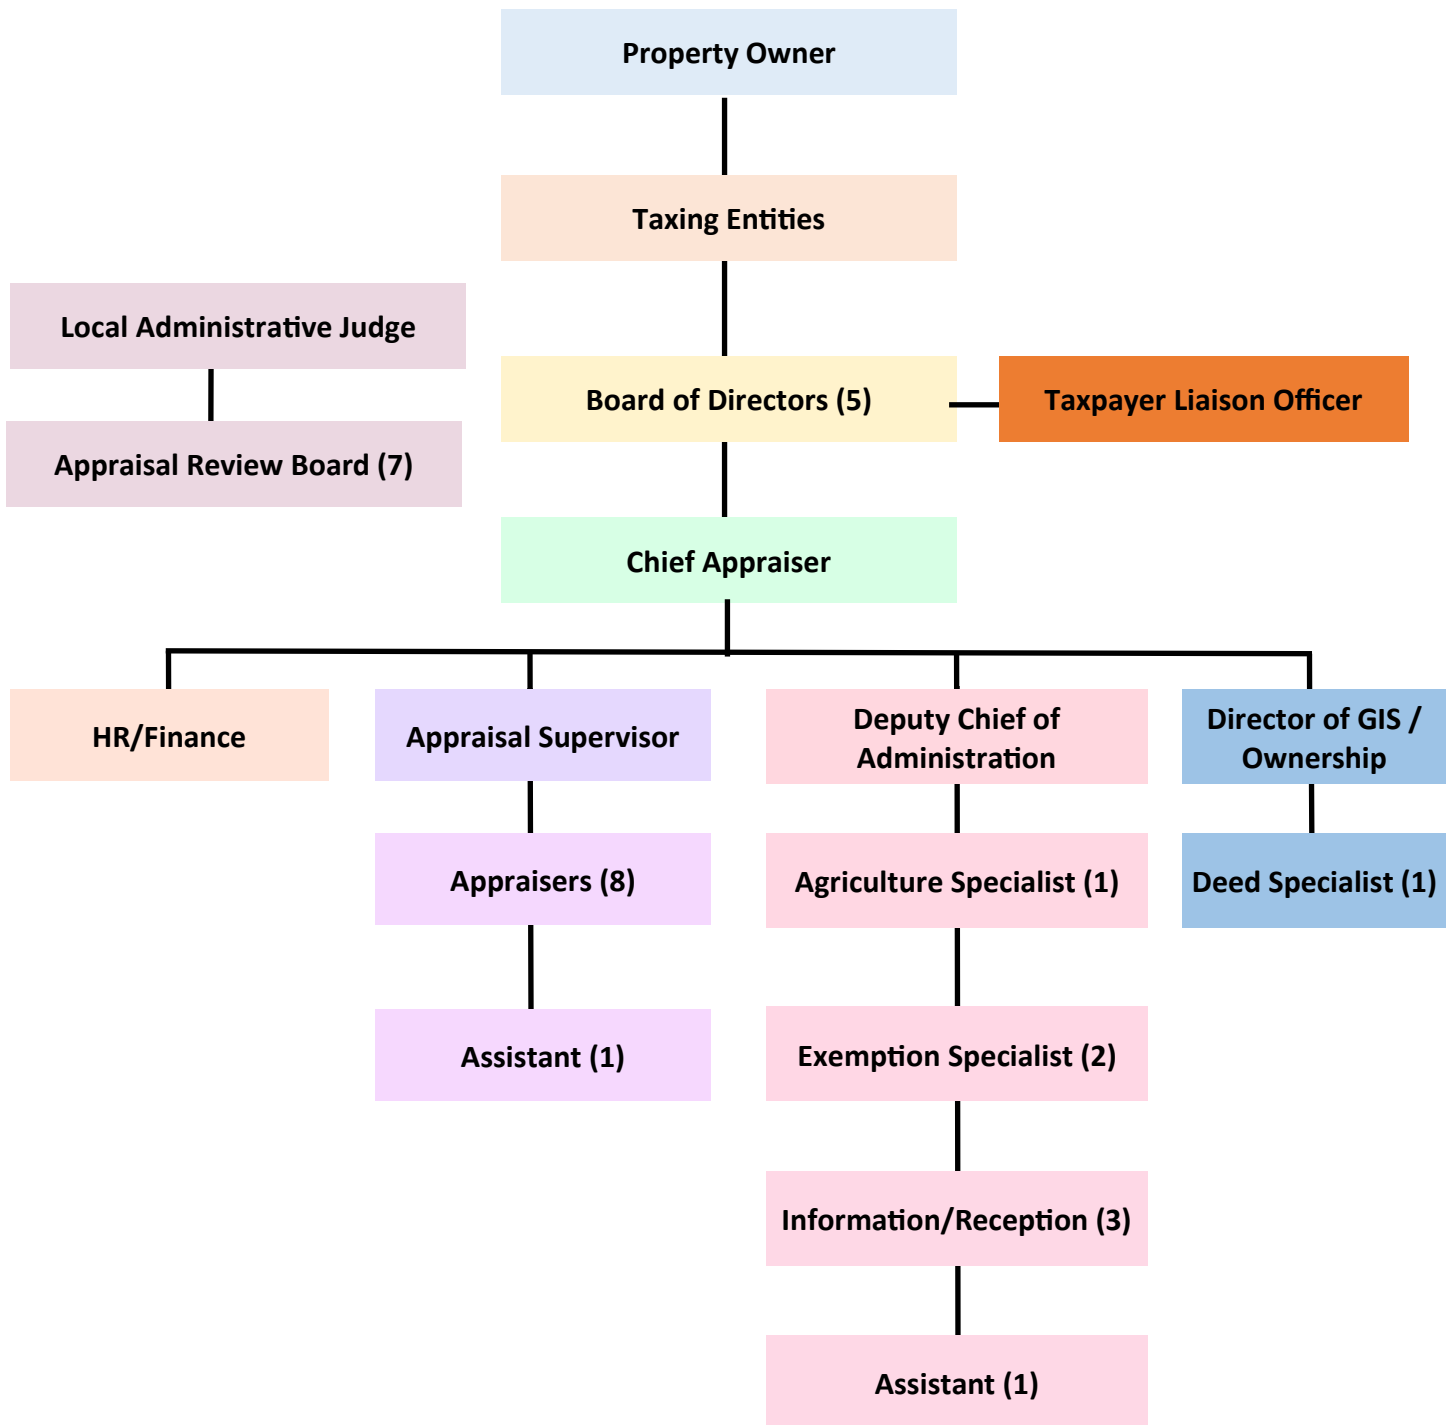 Property Owner
Taxing Entities
Local Administrative Judge
Board of Directors (5)
Taxpayer Liaison Officer
Appraisal Review Board (7)
Chief Appraiser
HR/Finance
Appraisal Supervisor
Deputy Chief of
Administration
Director of GIS /
Ownership
Appraisers (8)
Agriculture Specialist (1)
Deed Specialist (1)
Assistant (1)
Exemption Specialist (2)
Information/Reception (3)
Assistant (1)